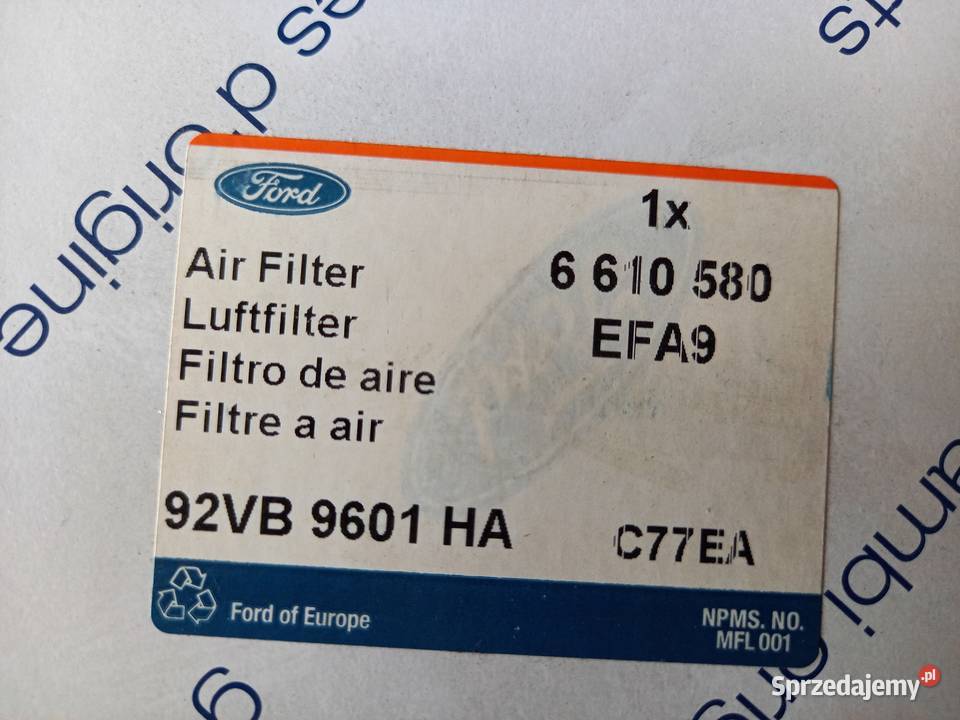 d'origine
Ford
1x
Air Filter
6 610 580
Luftfilter
EFA9
Filtro de aire
Filtre a air
92VB 9601 HA
C77EA
Ford of Europe
NPMS. NO.
MFL 001
Sprzedajemy.pl